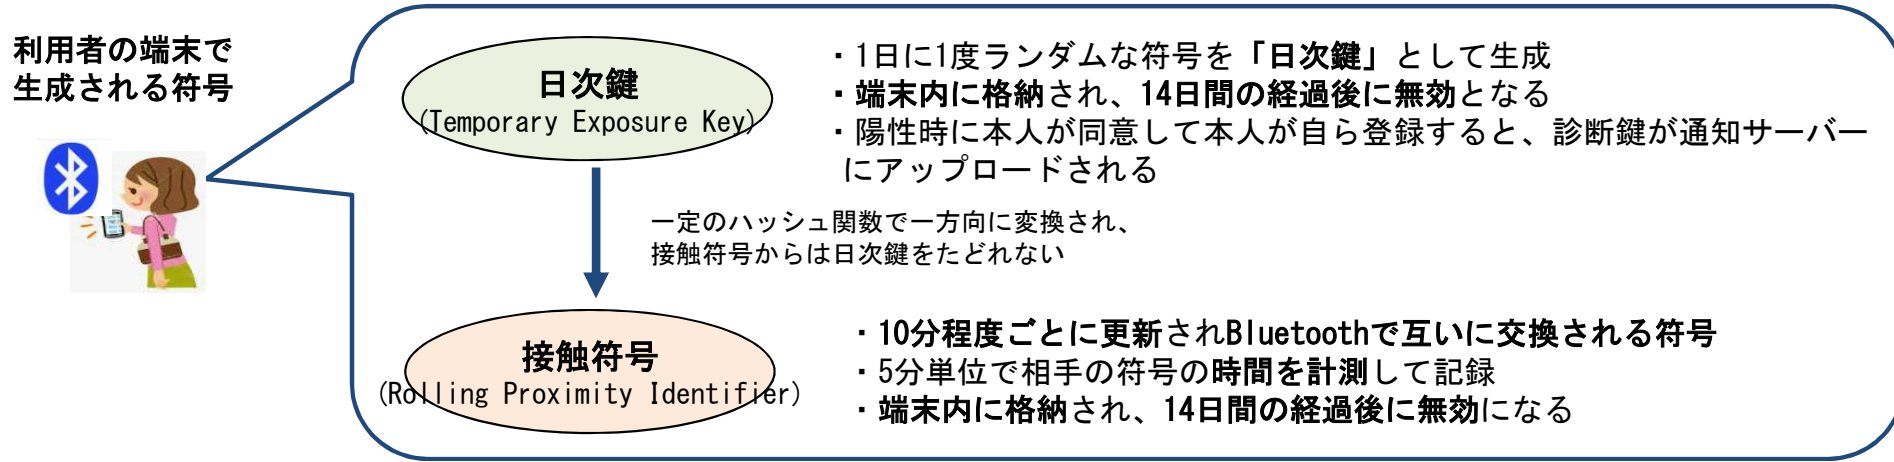 利用者の端末で
生成される符号
日次鍵
(Temporary Exposure Key)
・1日に1度ランダムな符号を「日次鍵」として生成
・端末内に格納され、14日間の経過後に無効となる
・陽性時に本人が同意して本人が自ら登録すると、診断鍵が通知サーバー
にアップロードされる
一定のハッシュ関数で一方向に変換され、
接触符号からは日次鍵をたどれない
接触符号
(Rolling Proximity Identifier)
・10分程度ごとに更新されBluetoothで互いに交換される符号
・5分単位で相手の符号の時間を計測して記録
・端末内に格納され、14日間の経過後に無効になる